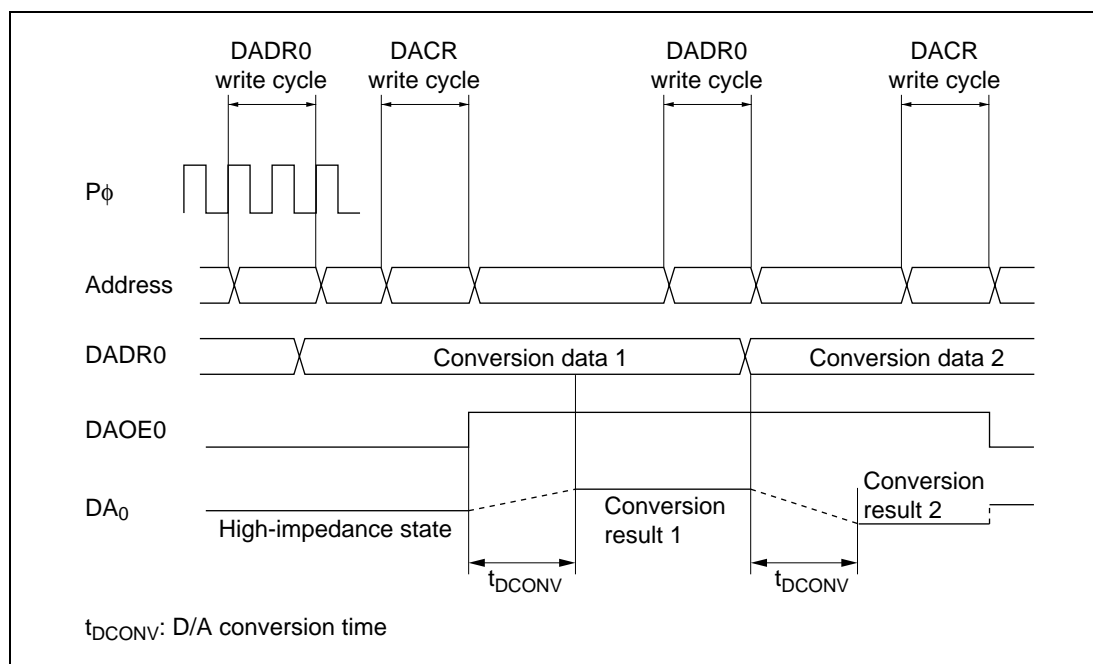 DADR0
write cycle
DACR
write cycle
DADR0
write cycle
DACR
write cycle
Pϕ
Address
DADR0
Conversion data 1
Conversion data 2
DAOE0
DA0
High-impedance state
Conversion
result 1
Conversion
result 2
tDCONV
tDCONV
tDCONV: D/A conversion time